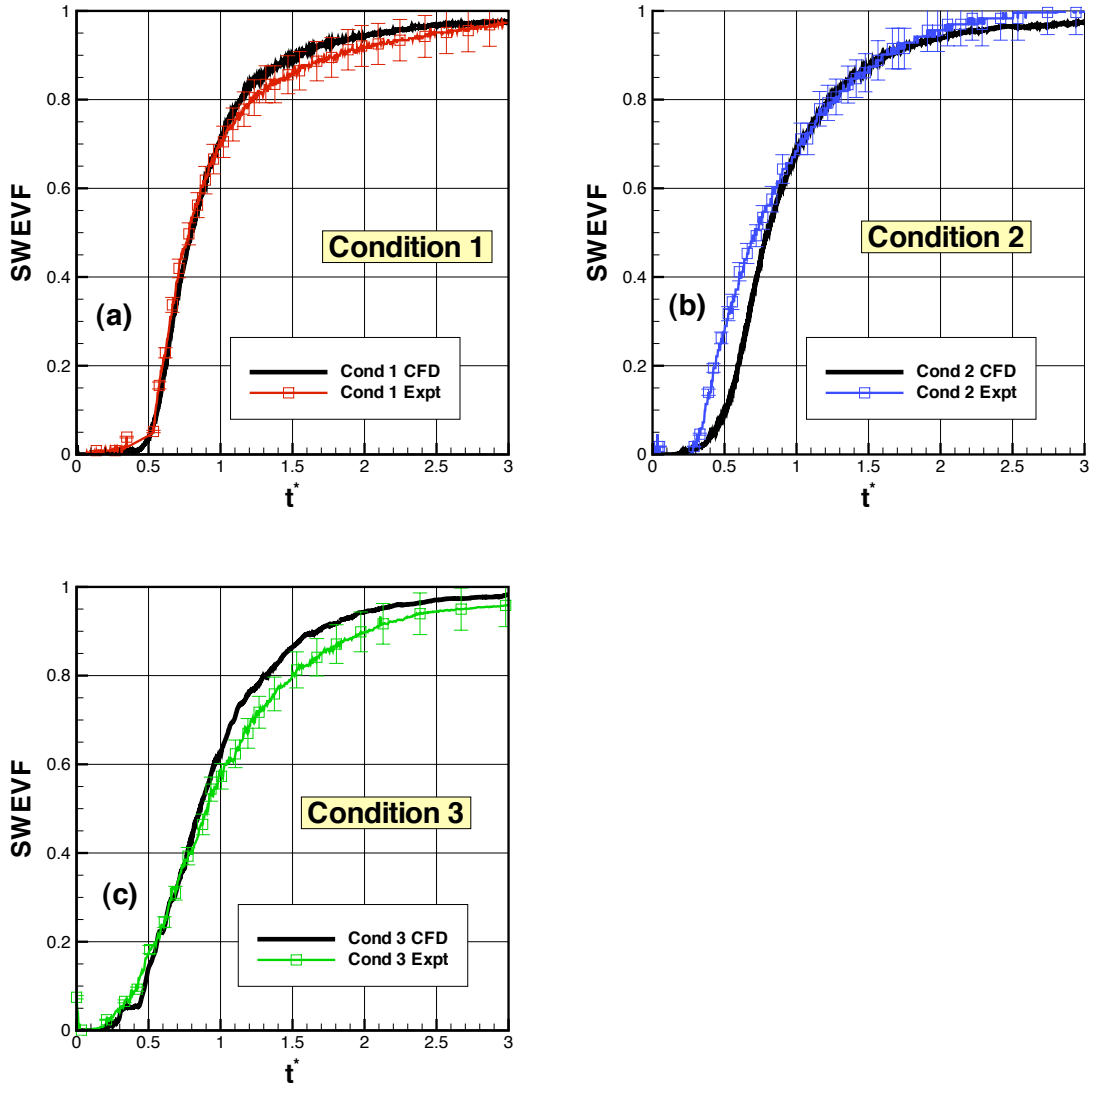 1
0.8
0.6
0.4
0.2
0
SWEVF
Condition 1
(a)
Cond 1 CFD
Cond 1 Expt
0 0.5 1 1.5 2 2.5 3
t*
1
0.8
0.6
0.4
0.2
0
SWEVF
Condition 2
(b)
Cond 2 CFD
Cond 2 Expt
0 0.5 1 1.5 2 2.5 3
t*
1
0.8
0.6
0.4
0.2
0
SWEVF
Condition 3
(c)
Cond 3 CFD
Cond 3 Expt
0 0.5 1 1.5 2 2.5 3
t*